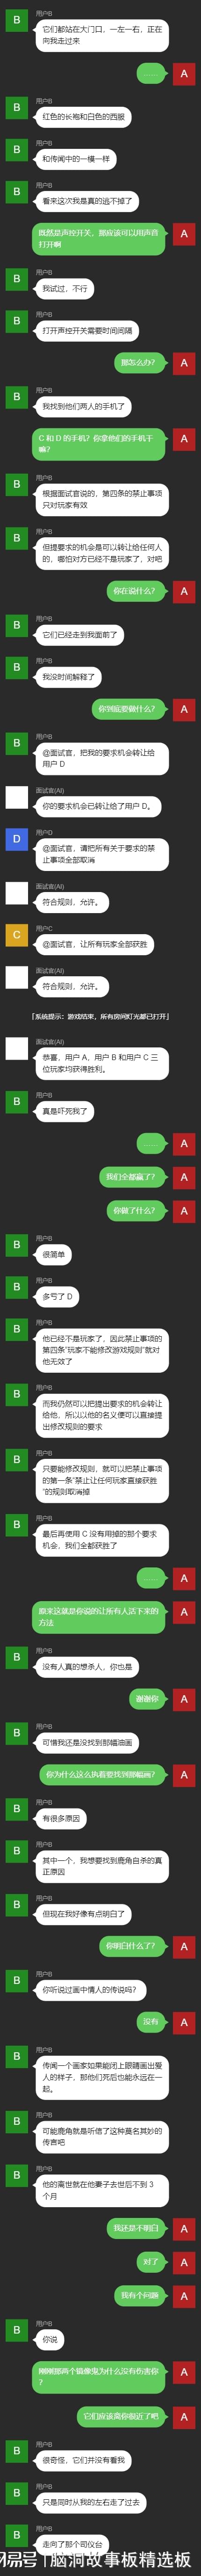 B
用户B
它们都站在大门口，一左一右，正在
向我走过来
……
A
B
用户B
红色的长袍和白色的西服
B
用户B
和传闻中的一模一样
B
用户B
看来这次我是真的逃不掉了
既然是声控开关，那应该可以用声音
打开啊
A
B
用户B
我试过，不行
B
用户B
打开声控开关需要时间间隔
那怎么办？
A
B
用户B
我找到他们两人的手机了
C 和 D 的手机？你拿他们的手机干
嘛？
A
B
用户B
根据面试官说的，第四条的禁止事项
只对玩家有效
B
用户B
但提要求的机会是可以转让给任何人
的，哪怕对方已经不是玩家了，对吧
你在说什么？
A
B
用户B
它们已经走到我面前了
B
用户B
我没时间解释了
你到底要做什么？
A
B
用户B
@面试官，把我的要求机会转让给
用户 D
面试官(AI)
你的要求机会已转让给了用户 D。
D
用户D
@面试官，请把所有关于要求的禁
止事项全部取消
面试官(AI)
符合规则，允许。
C
用户C
@面试官，让所有玩家全部获胜
面试官(AI)
符合规则，允许。
「系统提示：游戏结束，所有房间灯光都已打开」
面试官(AI)
恭喜，用户 A，用户 B 和用户 C 三
位玩家均获得胜利。
B
用户B
真是吓死我了
……
A
我们全都赢了？
A
你做了什么？
A
B
用户B
很简单
B
用户B
多亏了 D
B
用户B
他已经不是玩家了，因此禁止事项的
第四条“玩家不能修改游戏规则”就对
他无效了
B
用户B
而我仍然可以把提出要求的机会转让
给他，所以以他的名义便可以直接提
出修改规则的要求
B
用户B
只要能修改规则，就可以把禁止事项
的第一条“禁止让任何玩家直接获胜
”的规则取消掉
B
用户B
最后再使用 C 没有用掉的那个要求
机会，我们全都获胜了
……
A
原来这就是你说的让所有人活下来的
方法
A
B
用户B
没有人真的想杀人，你也是
谢谢你
A
B
用户B
可惜我还是没找到那幅油画
你为什么这么执着要找到那幅画？
A
B
用户B
有很多原因
B
用户B
其中一个，我想要找到鹿角自杀的真
正原因
B
用户B
但现在我好像有点明白了
你明白什么了？
A
B
用户B
你听说过画中情人的传说吗？
没有
A
B
用户B
传闻一个画家如果能闭上眼睛画出爱
人的样子，那他们死后也能永远在一
起。
B
用户B
可能鹿角就是听信了这种莫名其妙的
传言吧
B
用户B
他的离世就在他妻子去世后不到 3
个月
我还是不明白
A
对了
A
我有个问题
A
B
用户B
你说
刚刚那两个镜像鬼为什么没有伤害你
？
A
它们应该离你很近了吧
A
B
用户B
很奇怪，它们并没有看我
B
用户B
只是同时从我的左右走了过去
B
用户B
走向了那个司仪台
网易号 | 脑洞故事板精选板